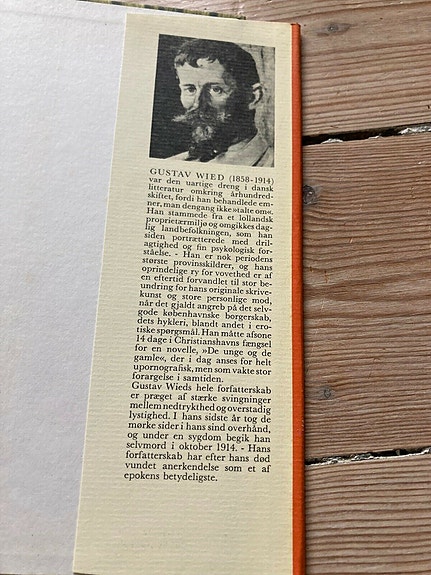 GUSTAV WIED (1858-1914)
var den uartige dreng i dansk
litteratur omkring århundred-
skiftet, fordi han behandlede em-
ner, man dengang ikke »talte om«.
Han stammede fra et lollandsk
proprietærmiljø og omgikkes dag-
lig landbefolkningen, som han
siden portrætterede med dril-
agtighed og fin psykologisk for-
ståelse. - Han er nok periodens
største provinsskildrer, og hans
oprindelige ry for vovethed er af
en eftertid forvandlet til stor be-
undring for hans originale skrive-
kunst og store personlige mod,
når det gjaldt angreb på det selv-
gode københavnske borgerskab,
dets hykleri, blandt andet i ero-
tiske spørgsmål. Han måtte afsone
14 dage i Christianshavns fængsel
for en novelle, »De unge og de
gamle«, der i dag anses for helt
upornografisk, men som vakte stor
forargelse i samtiden.
Gustav Wieds hele forfatterskab
er præget af stærke svingninger
mellem nedtrykthed og overstadig
lystighed. I hans sidste år tog de
mørke sider i hans sind overhånd,
og under en sygdom begik han
selvmord i oktober 1914. - Hans
forfatterskab har efter hans død
vundet anerkendelse som et af
epokens betydeligste.